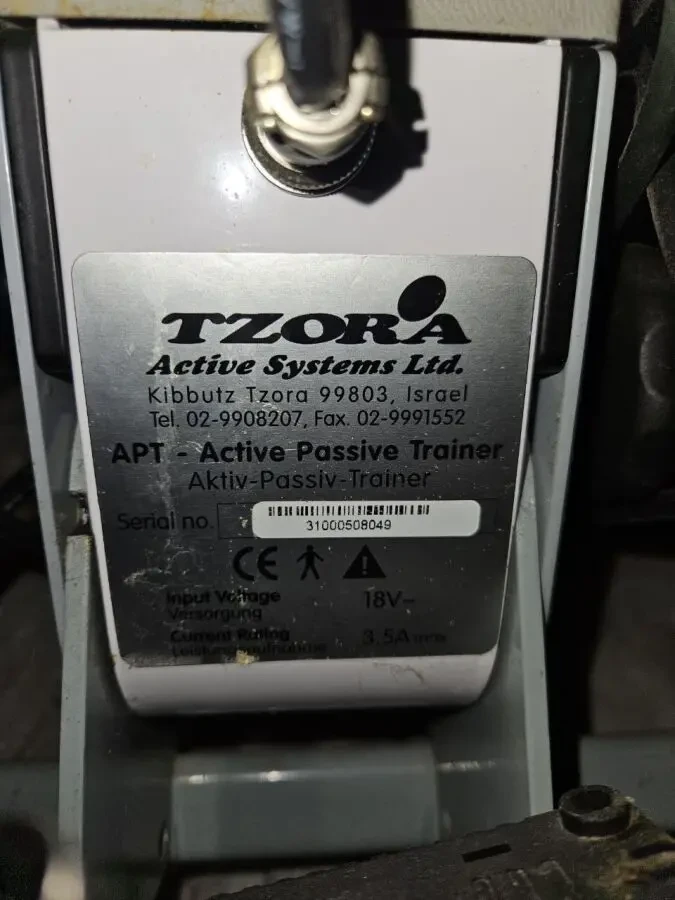 TZORA
Active Systems Ltd.
Kibbutz Tzora 99803, Israel
Tel. 02-9908207, Fax. 02-9991552
APT - Active Passive Trainer
Aktiv-Passiv-Trainer
Serial no. 31000508049
CE
Input Voltage 18V
Versorgung
Current Rating 3.5A
Leistungsaufnahme